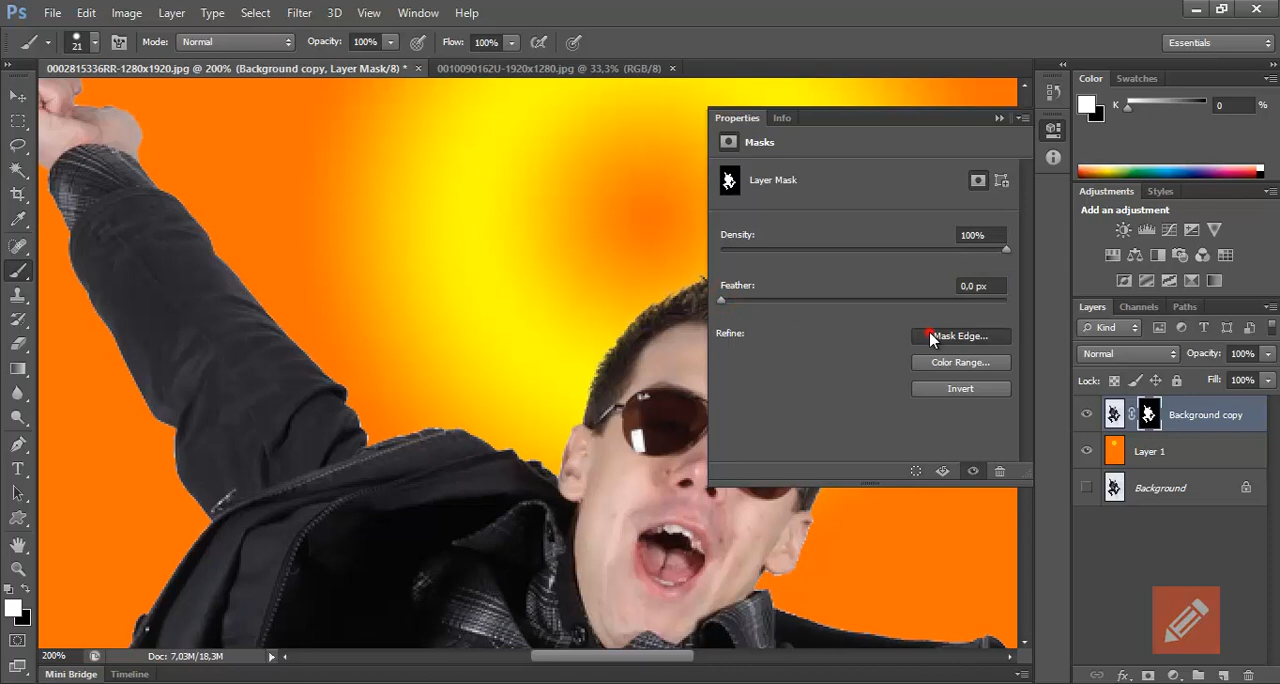 Ps File Edit Image Layer Type Select Filter 3D View Window Help
21 Mode: Normal Opacity: 100% Flow: 100% Essentials
0002815336RR-1280x1920.jpg @ 200% (Background copy, Layer Mask/8) * × 0010090162U-1920x1280.jpg @ 33,3% (RGB/8) ×
Color Swatches
K 0 %
Properties Info
Masks
Layer Mask
Density: 100%
Feather: 0,0 px
Refine: Mask Edge...
Color Range...
Invert
Adjustments Styles
Add an adjustment
Layers Channels Paths
Kind
Normal Opacity: 100%
Lock: Fill: 100%
Background copy
Layer 1
Background
200% Doc: 7,03M/18,3M
Mini Bridge Timeline